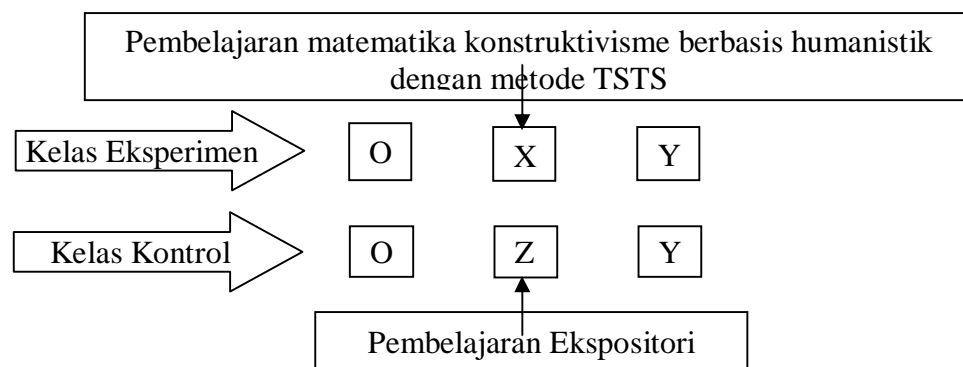 Pembelajaran matematika konstruktivisme berbasis humanistik
dengan metode TSTS
Kelas Eksperimen O X Y
Kelas Kontrol O Z Y
Pembelajaran Ekspositori